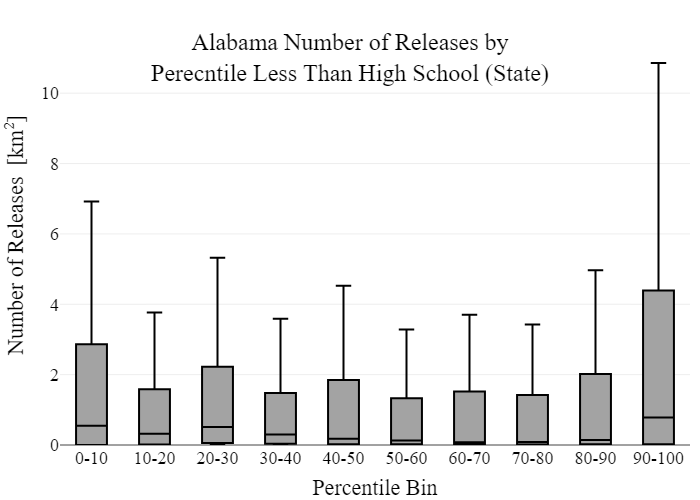 Alabama Number of Releases by
Perecntile Less Than High School (State)
Number of Releases [km²]
10
8
6
4
2
0
0-10 10-20 20-30 30-40 40-50 50-60 60-70 70-80 80-90 90-100
Percentile Bin